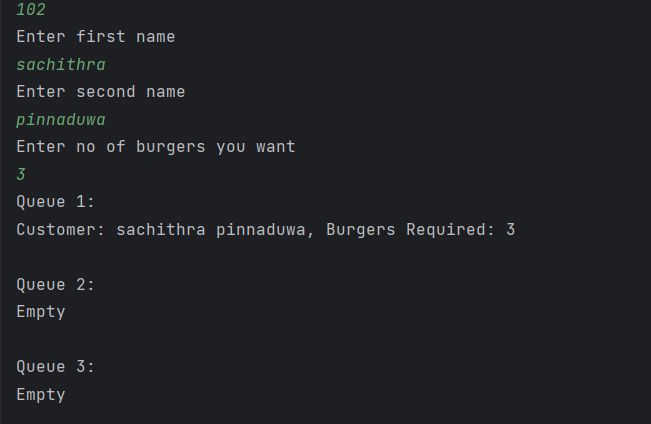 102
Enter first name
sachithra
Enter second name
pinnaduwa
Enter no of burgers you want
3
Queue 1:
Customer: sachithra pinnaduwa, Burgers Required: 3
Queue 2:
Empty
Queue 3:
Empty